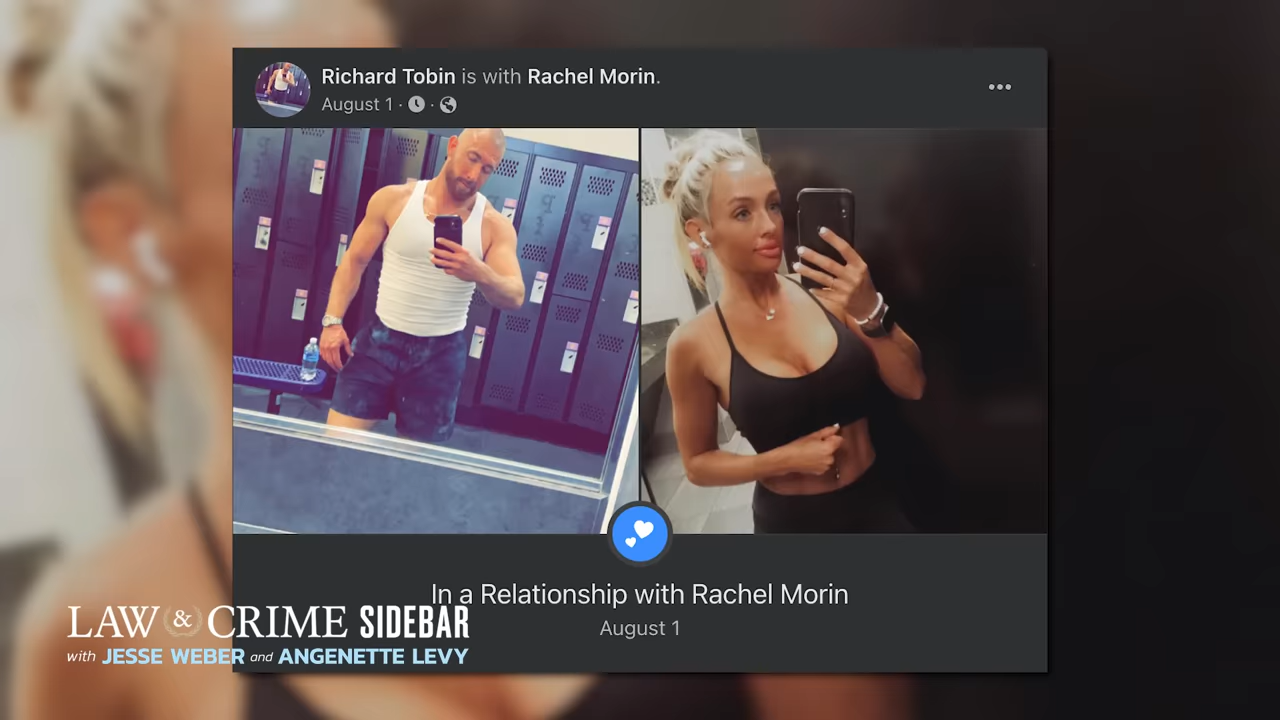 Richard Tobin is with Rachel Morin.
August 1 · ·
In a Relationship with Rachel Morin
August 1
LAW & CRIME SIDEBAR
with JESSE WEBER and ANGENETTE LEVY